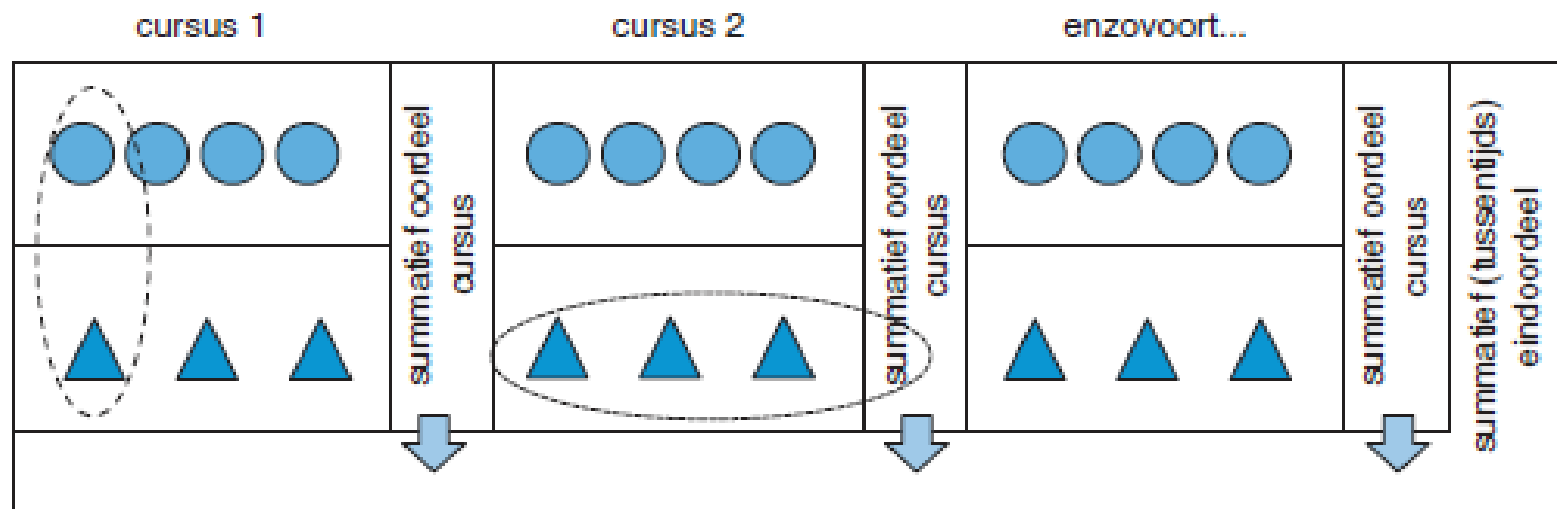 cursus 1
cursus 2
enzovoort...
summatief oordeel
cursus
summatief oordeel
cursus
summatief oordeel
cursus
summatief (tussentijds)
eindoordeel